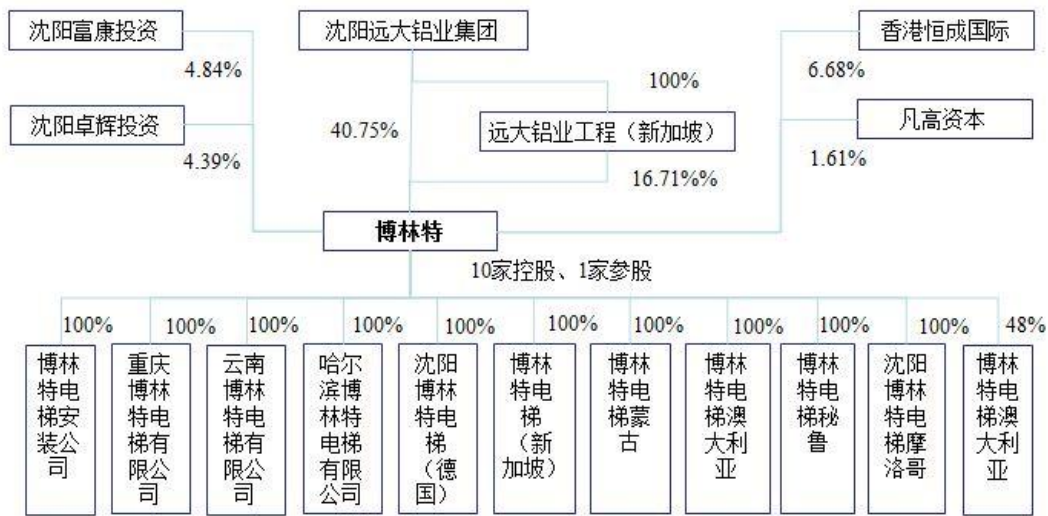 沈阳富康投资
沈阳远大铝业集团
香港恒成国际
4.84%
100%
6.68%
沈阳卓辉投资
40.75%
远大铝业工程（新加坡）
凡高资本
4.39%
16.71%%
1.61%
博林特
10家控股、1家参股
100%
100%
100%
100%
100%
100%
100%
100%
100%
100%
48%
博林
特电
梯安
装公
司
重庆
博林
特电
梯有
限公
司
云南
博林
特电
梯有
限公
司
哈尔
滨博
林特
电梯
有限
公司
沈阳
博林
特电
梯
（德
国）
博林
特电
梯
（新
加坡）
博林
特电
梯蒙
古
博林
特电
梯澳
大利
亚
博林
特电
梯秘
鲁
沈阳
博林
特电
梯摩
洛哥
博林
特电
梯澳
大利
亚